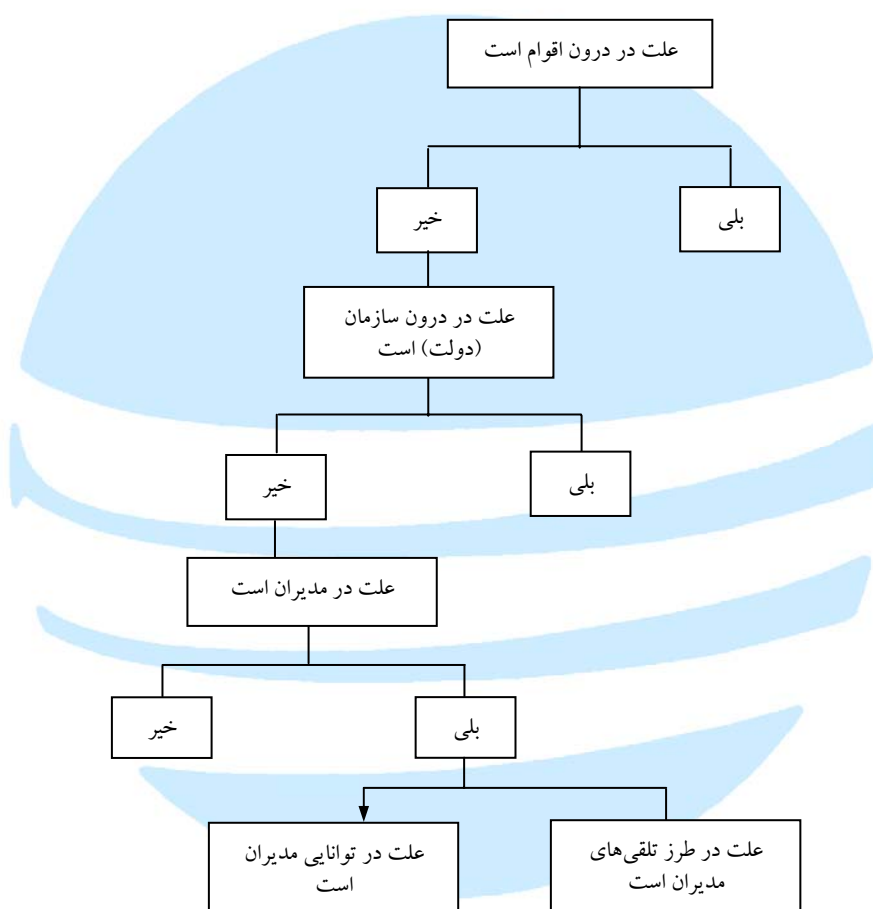 علت در درون اقوام است
بلی
خیر
علت در درون سازمان
(دولت) است
بلی
خیر
علت در مدیران است
بلی
خیر
علت در طرز تلقی‌های
مدیران است
علت در توانایی مدیران
است